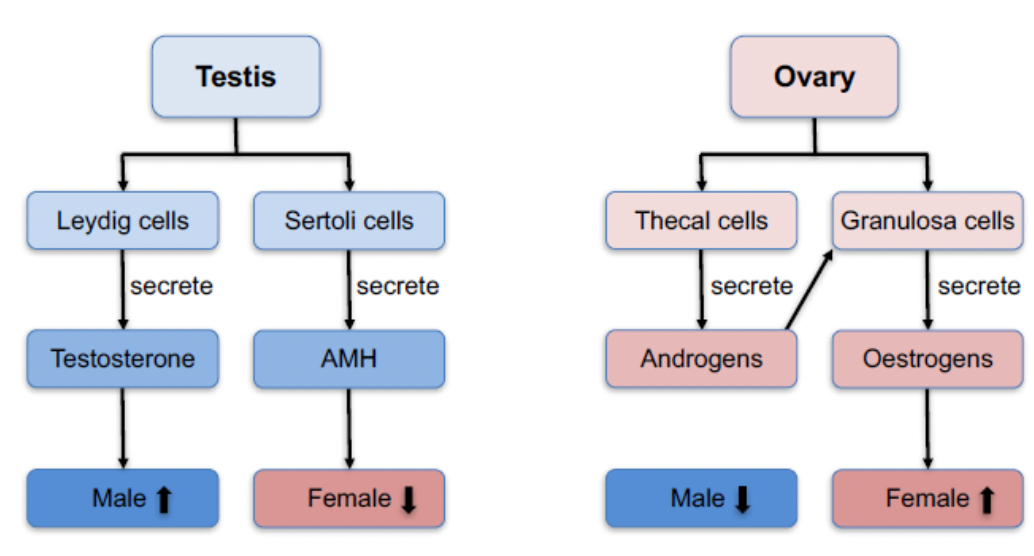 Testis
Ovary
Leydig cells
Sertoli cells
Thecal cells
Granulosa cells
secrete
secrete
secrete
secrete
Testosterone
AMH
Androgens
Oestrogens
Male ⬆
Female ⬇
Male ⬇
Female ⬆